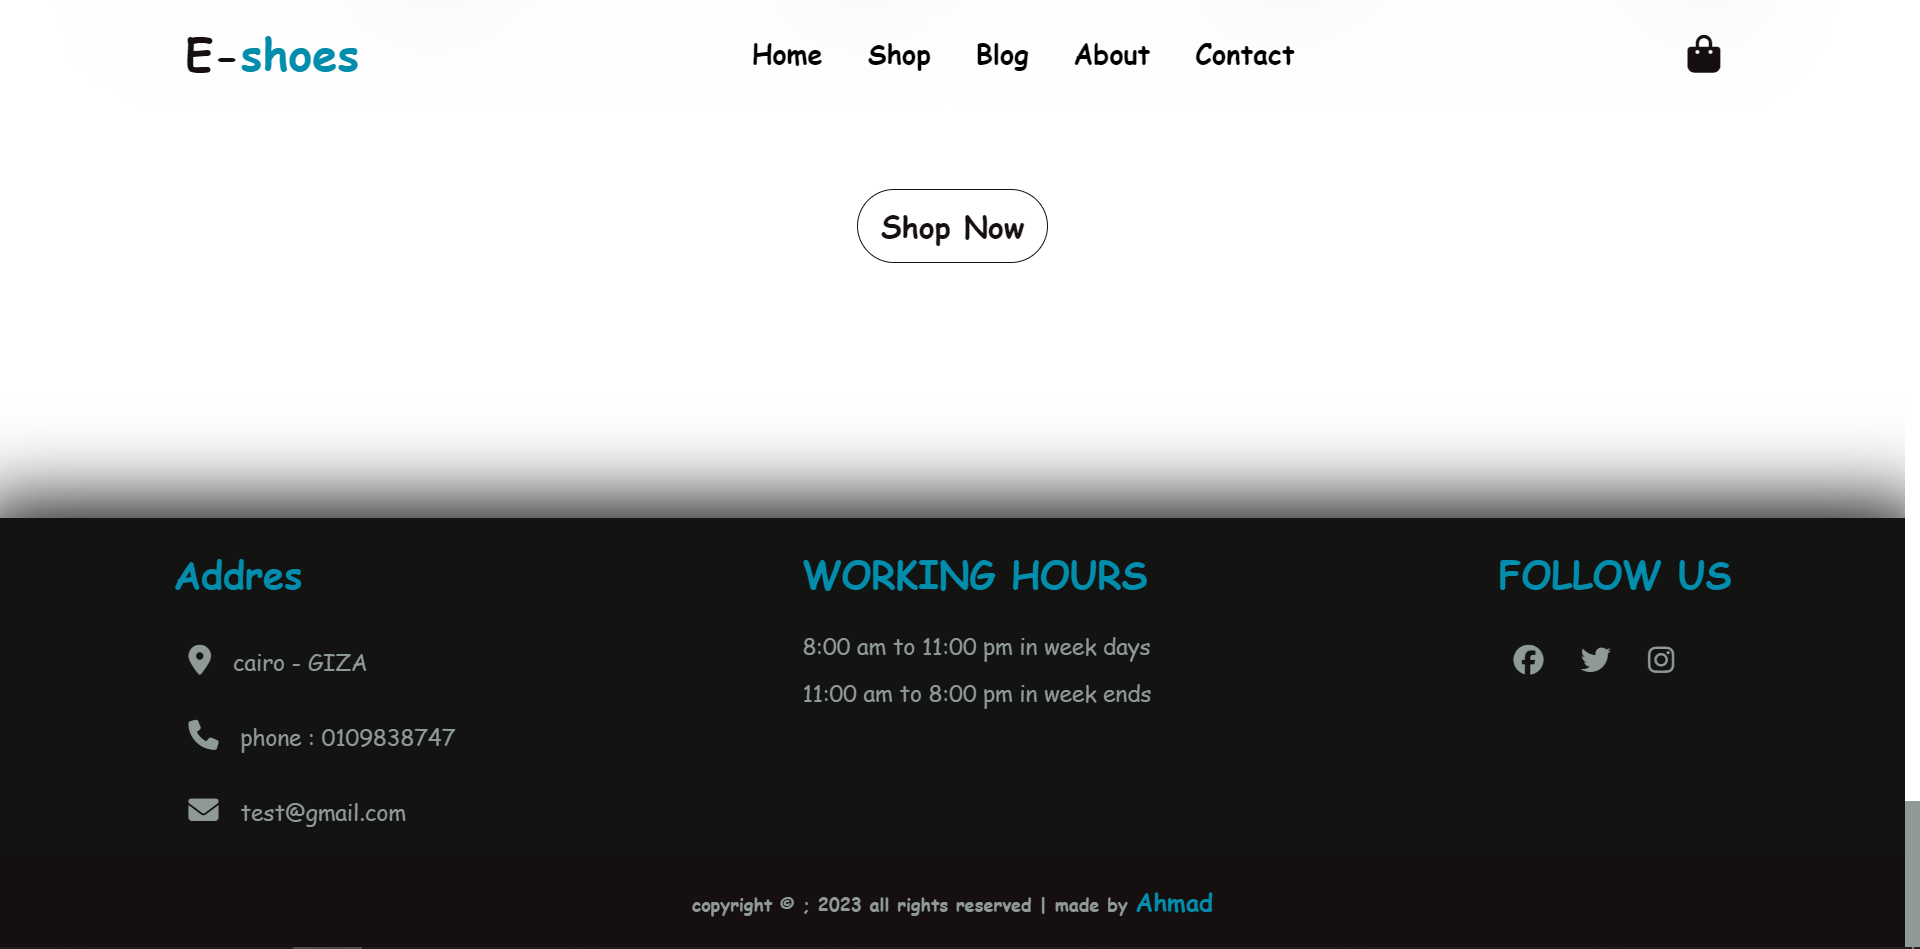 E-shoes
Home Shop Blog About Contact
Shop Now
Addres
cairo - GIZA
phone : 0109838747
test@gmail.com
WORKING HOURS
8:00 am to 11:00 pm in week days
11:00 am to 8:00 pm in week ends
FOLLOW US
copyright © ; 2023 all rights reserved | made by Ahmad